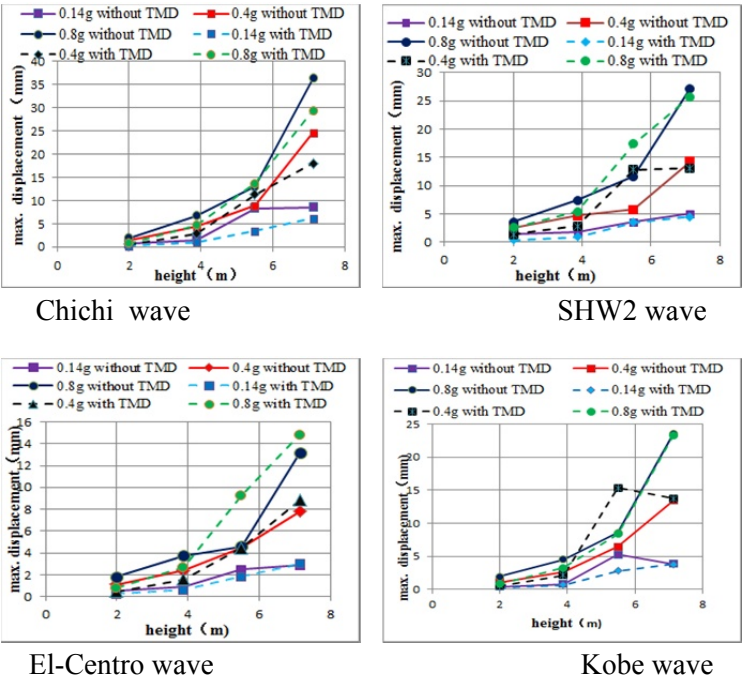 0.14g without TMD 0.4g without TMD
0.8g without TMD 0.14g with TMD
0.4g with TMD 0.8g with TMD
max. displacement (mm)
40
35
30
25
20
15
10
5
0
0 2 4 6 8
height (m)
Chichi wave
0.14g without TMD 0.4g without TMD
0.8g without TMD 0.14g with TMD
0.4g with TMD 0.8g with TMD
max. displacement (mm)
30
25
20
15
10
5
0
0 2 4 6 8
height (m)
SHW2 wave
0.14g without TMD 0.4g without TMD
0.8g without TMD 0.14g with TMD
0.4g with TMD 0.8g with TMD
max. displacement (mm)
16
14
12
10
8
6
4
2
0
0 2 4 6 8
height (m)
El-Centro wave
0.14g without TMD 0.4g without TMD
0.8g without TMD 0.14g with TMD
0.4g with TMD 0.8g with TMD
max. displacement (mm)
25
20
15
10
5
0
0 2 4 6 8
height (m)
Kobe wave